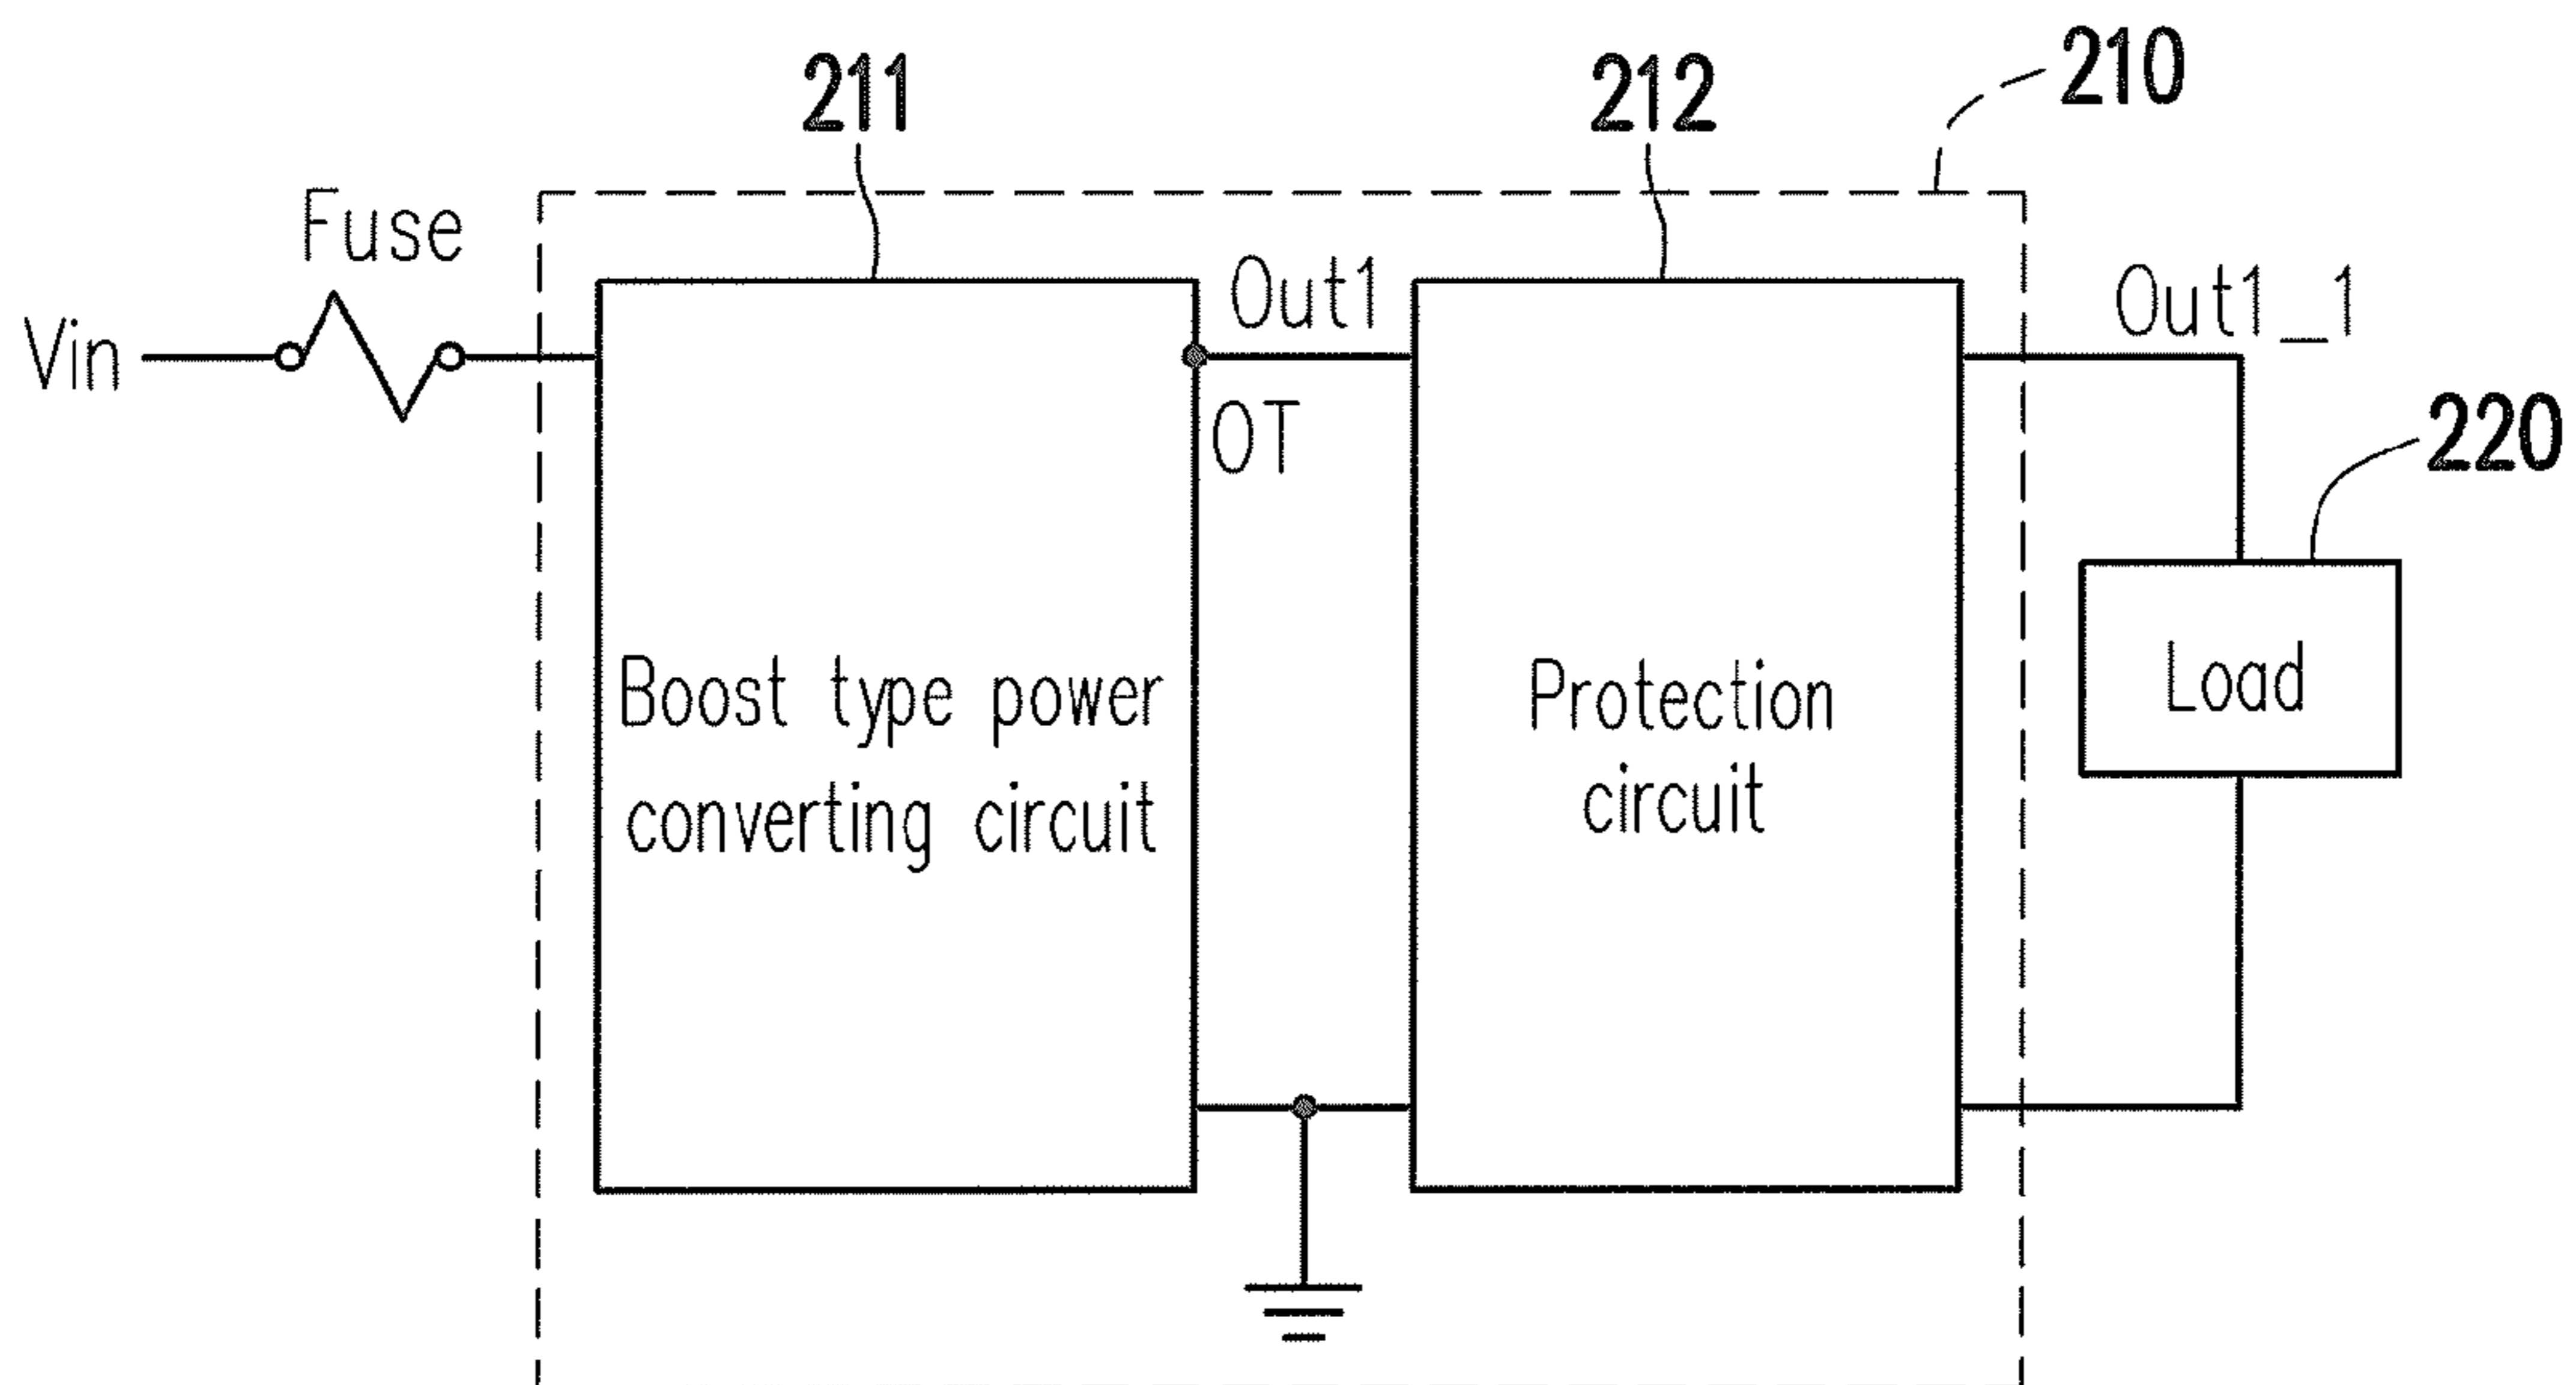 210
211
212
Fuse
Vin
Out1
Out1_1
OT
220
Boost type power
converting circuit
Protection
circuit
Load